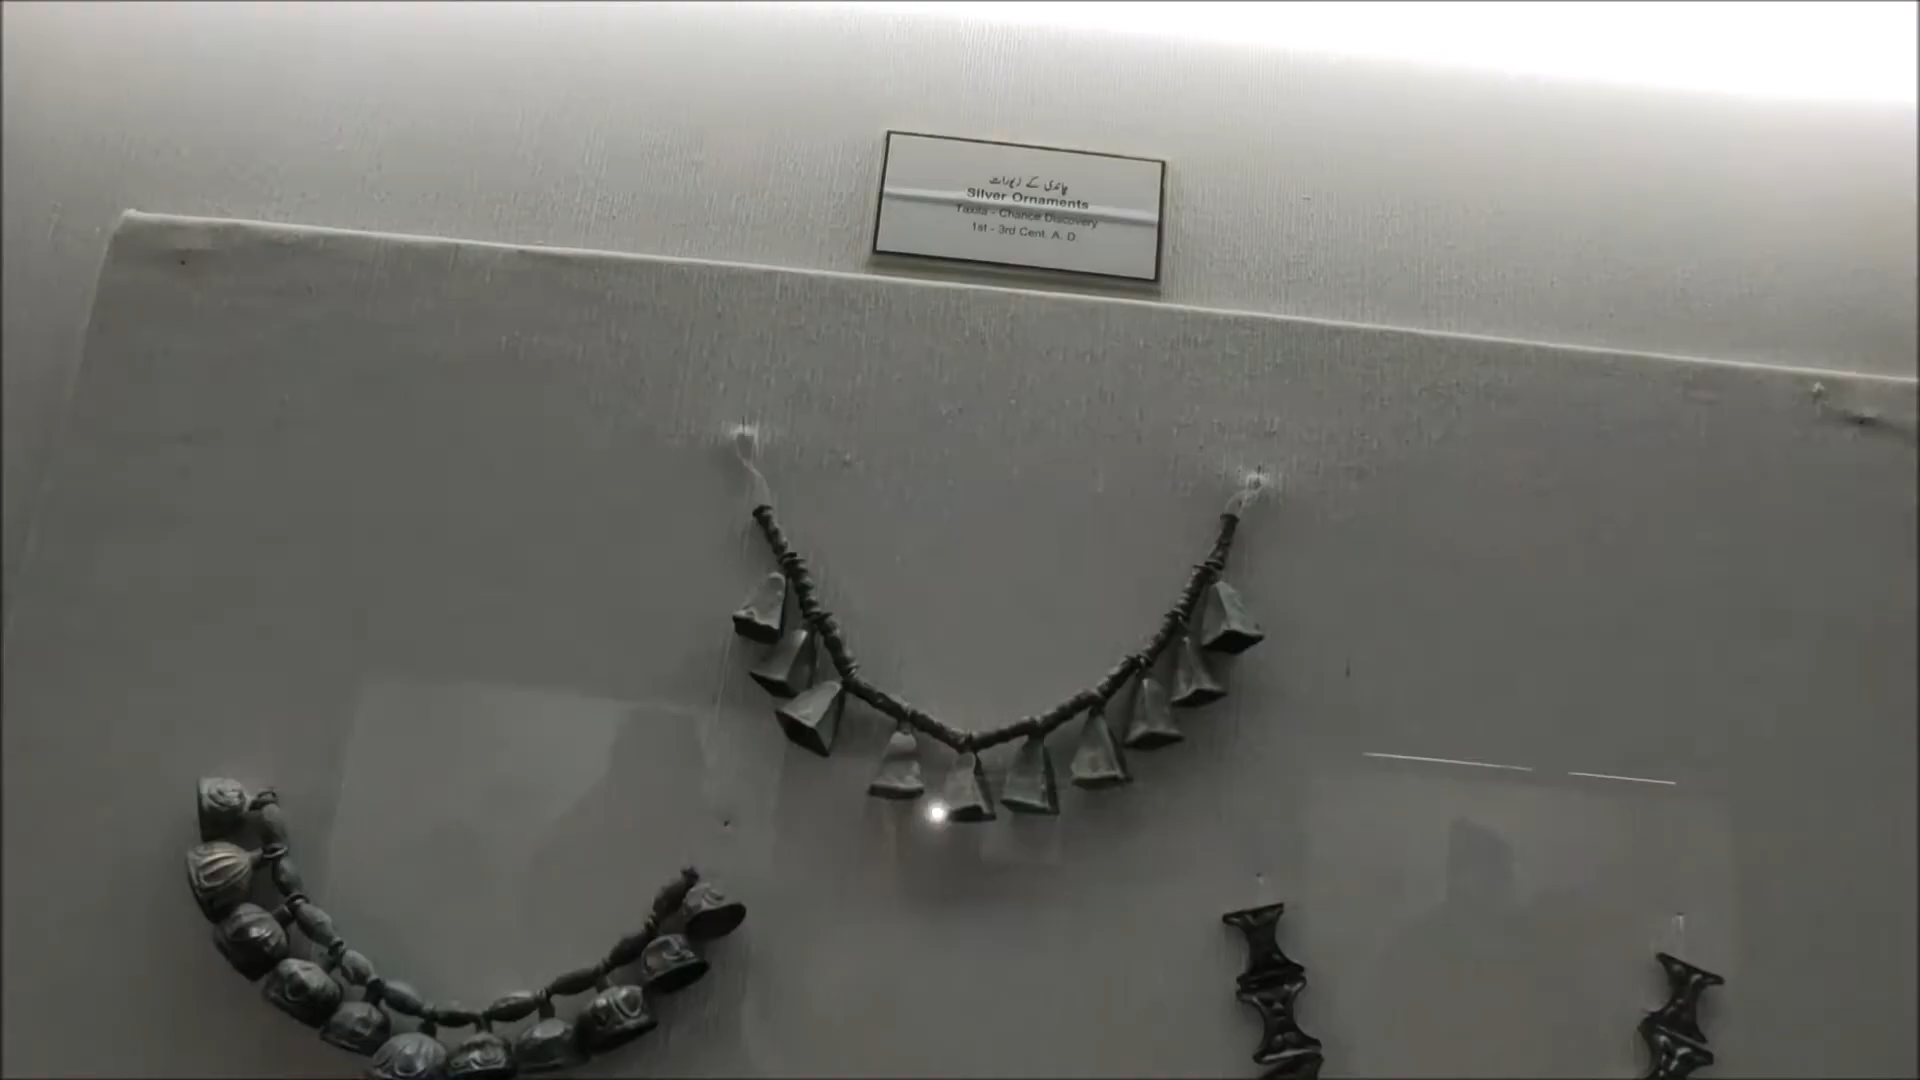 چاندی کے زیورات
Silver Ornaments
Taxila - Chance Discovery
1st - 3rd Cent. A. D